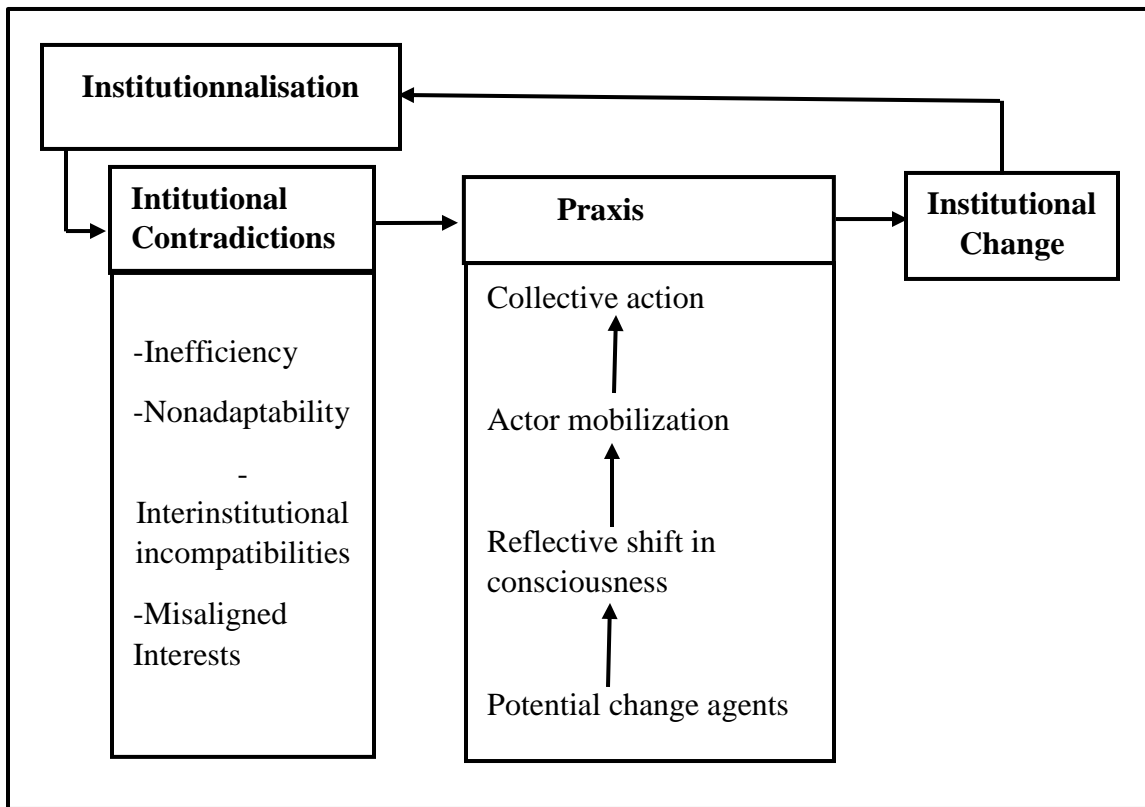 Institutionnalisation
Intitutional
Contradictions
-Inefficiency
-Nonadaptability
-
Interinstitutional
incompatibilities
-Misaligned
Interests
Praxis
Collective action
Actor mobilization
Reflective shift in
consciousness
Potential change agents
Institutional
Change